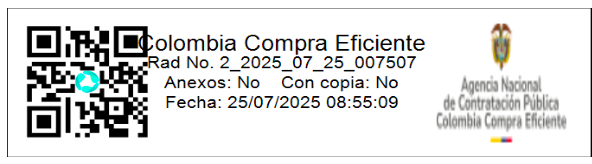 Colombia Compra Eficiente
Rad No. 2_2025_07_25_007507
Anexos: No Con copia: No
Fecha: 25/07/2025 08:55:09
Agencia Nacional
de Contratación Pública
Colombia Compra Eficiente